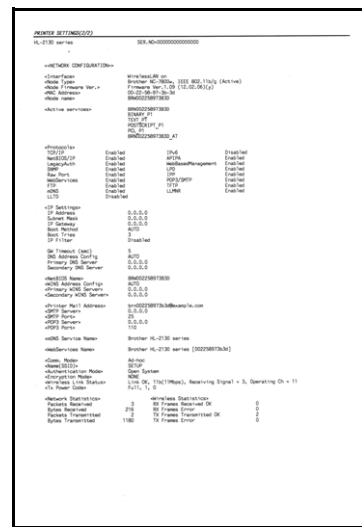 PRINTER SETTINGS(2/2)
HL-2130 series SER.NO=000000000000000
<<NETWORK CONFIGURATION>>
<Interface> WirelessLAN on
<Node Type> Brother NC-7800w, IEEE 802.11b/g (Active)
<Node Firmware Ver.> Firmware Ver.1.09 (12.02.06)(y)
<MAC Address> 00-22-58-97-3b-3d
<Node name> BRW002258973B3D
<Active services> BRW002258973B3D
BINARY_P1
TEXT_P1
POSTSCRIPT_P1
PCL_P1
BRW002258973B3D_AT
<Protocols>
TCP/IP Enabled IPv6 Disabled
NetBIOS/IP Enabled APIPA Enabled
LegacyAuth Enabled WebBasedManagement Enabled
SNMP Enabled LPD Enabled
Raw Port Enabled IPP Enabled
WebServices Enabled POP3/SMTP Enabled
FTP Enabled TFTP Enabled
mDNS Enabled LLMNR Enabled
LLTD Disabled
<IP Settings>
IP Address 0.0.0.0
Subnet Mask 0.0.0.0
IP Gateway 0.0.0.0
Boot Method AUTO
Boot Tries 3
IP Filter Disabled
GW Timeout (sec) 5
DNS Address Config AUTO
Primary DNS Server 0.0.0.0
Secondary DNS Server 0.0.0.0
<NetBIOS Name> BRW002258973B3D
<WINS Address Config> AUTO
<Primary WINS Server> 0.0.0.0
<Secondary WINS Server> 0.0.0.0
<Printer Mail Address> brn002258973b3d@example.com
<SMTP Server> 0.0.0.0
<SMTP Port> 25
<POP3 Server> 0.0.0.0
<POP3 Port> 110
<mDNS Service Name> Brother HL-2130 series
<WebServices Name> Brother HL-2130 series [002258973b3d]
<Comm. Mode> Ad-hoc
<Name(SSID)> SETUP
<Authentication Mode> Open System
<Encryption Mode> NONE
<Wireless Link Status> Link OK, 11b(11Mbps), Receiving Signal = 3, Operating Ch = 11
<Tx Power Code> Full, 1, 0
<Network Statistics> <Wireless Statistics>
Packets Received 3 RX Frames Received OK 0
Bytes Received 216 RX Frames Error 0
Packets Transmitted 2 TX Frames Transmitted OK 2
Bytes Transmitted 1180 TX Frames Error 0